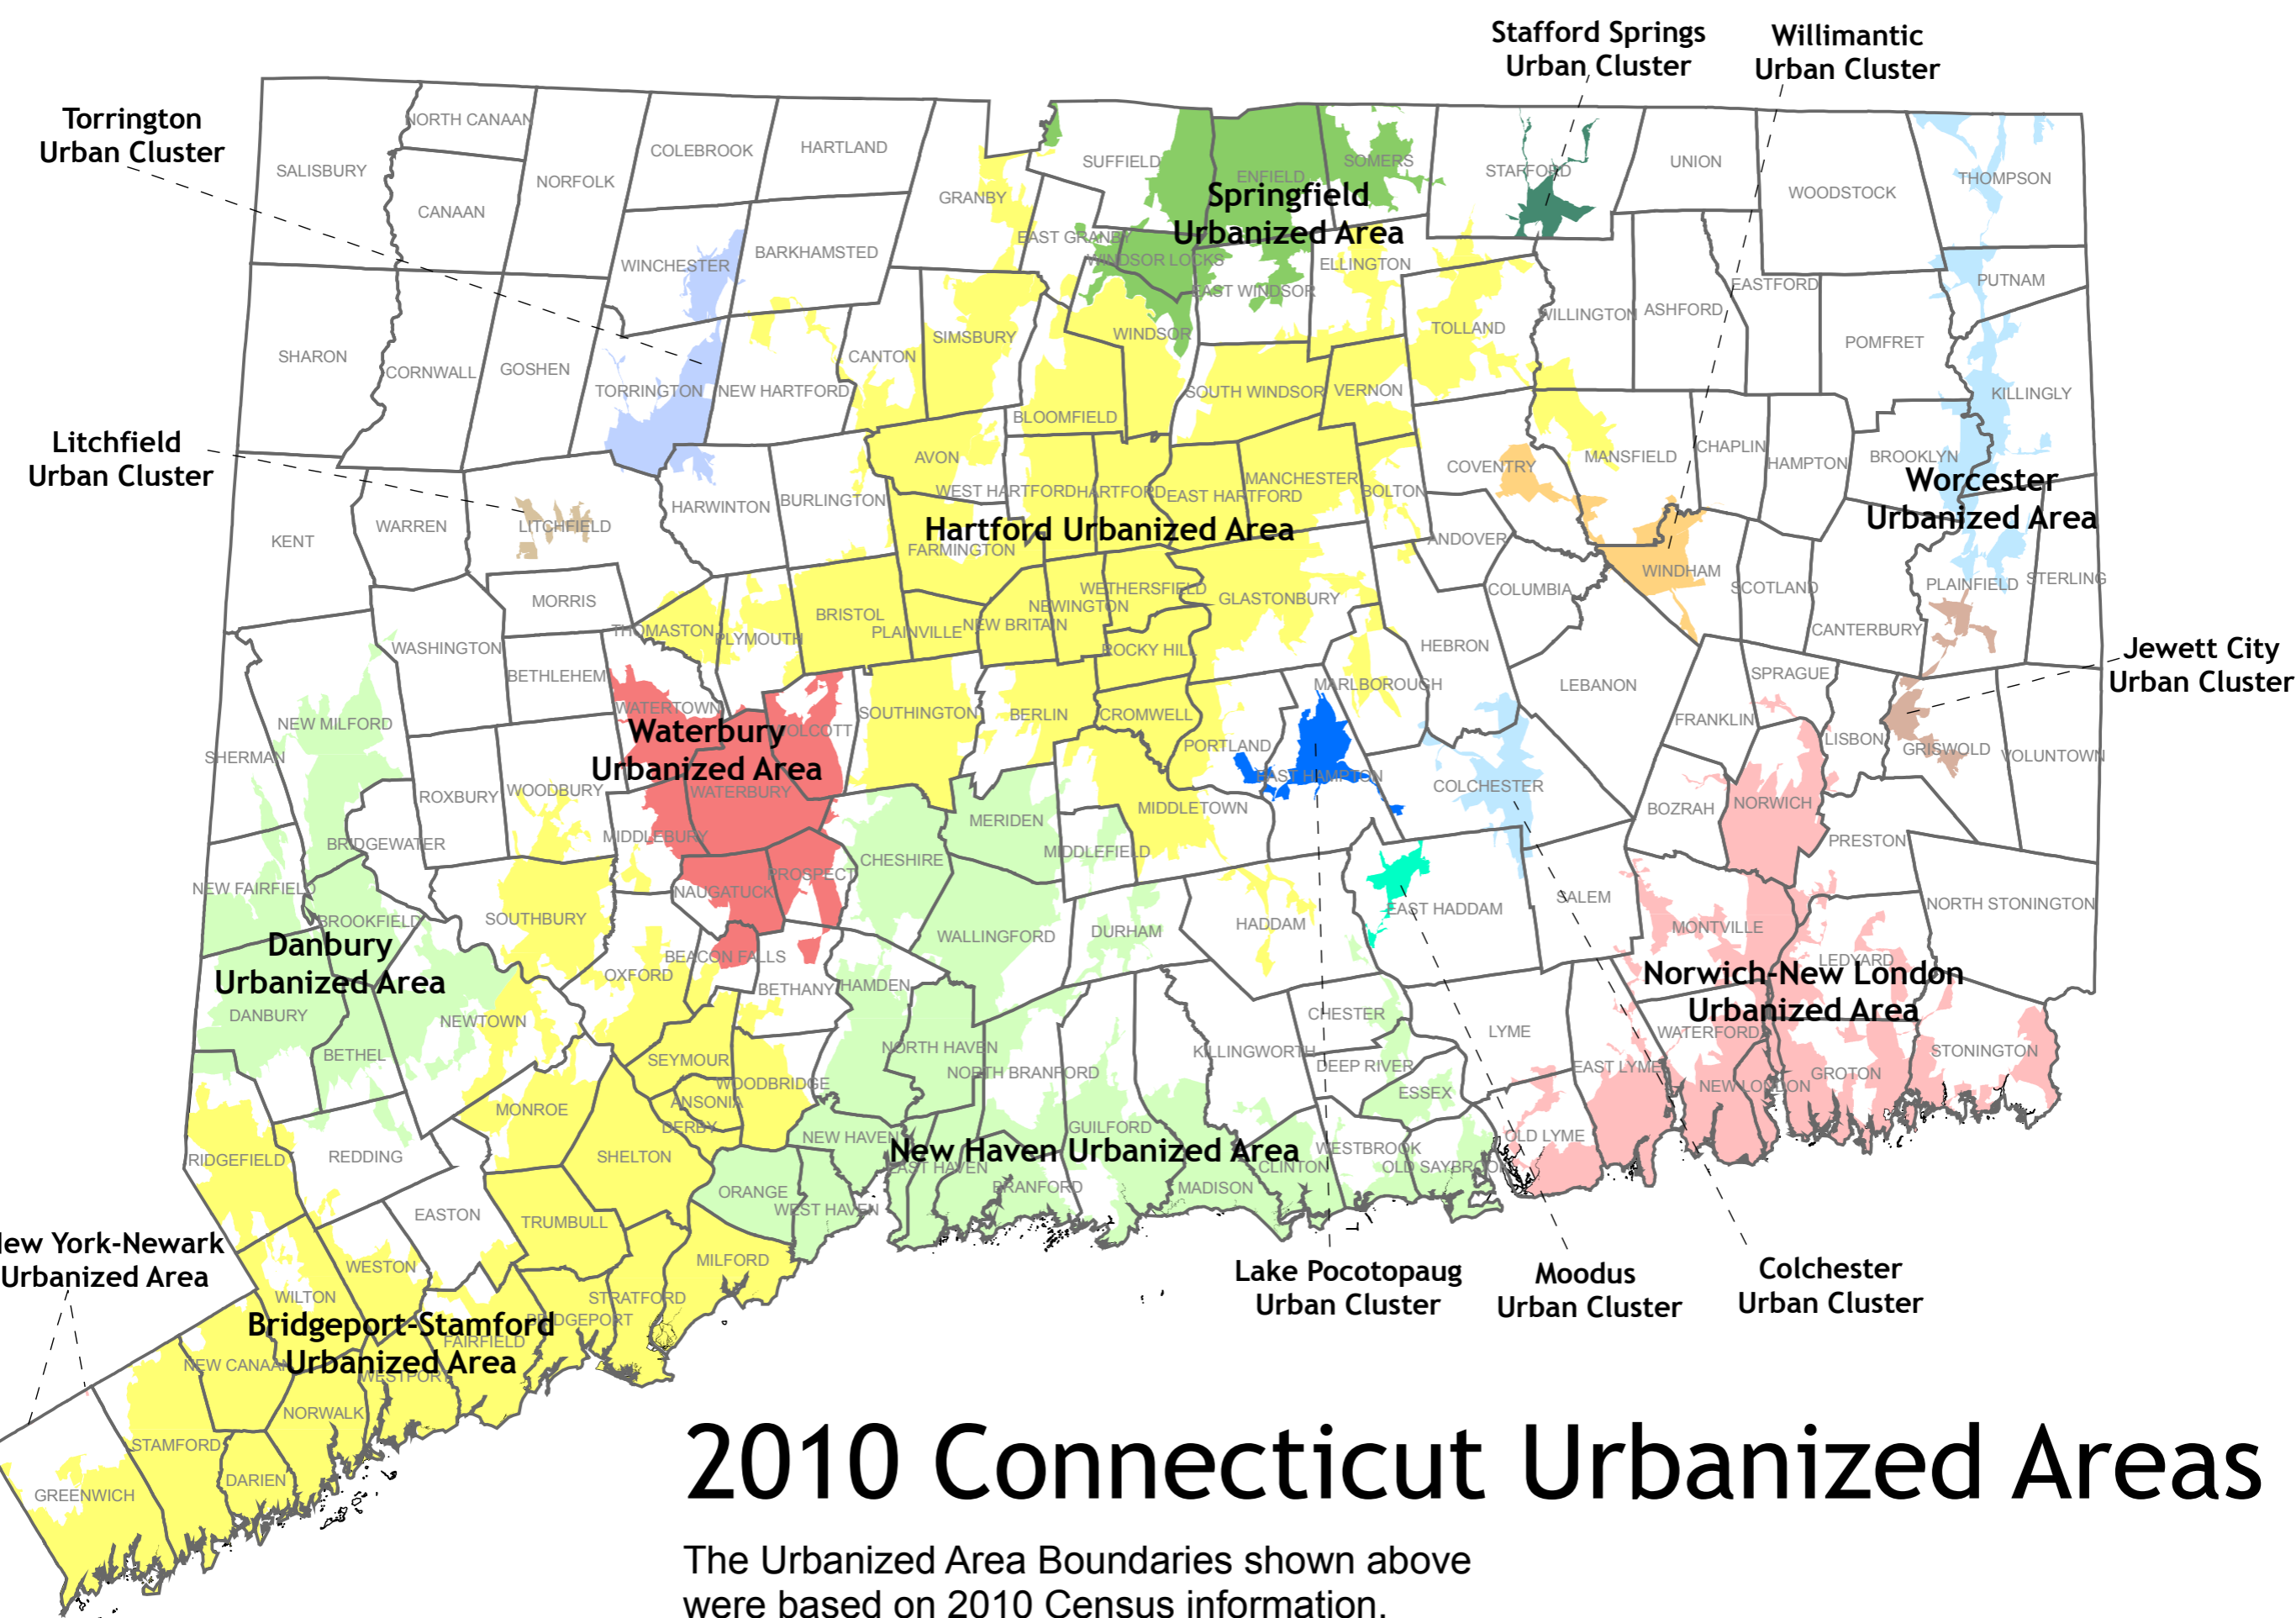 Stafford Springs
Urban Cluster
Willimantic
Urban Cluster
Torrington
Urban Cluster
NORTH CANAAN
SALISBURY
COLEBROOK
HARTLAND
SUFFIELD
SOMERS
ENFIELD
STAFFORD
UNION
WOODSTOCK
THOMPSON
NORFOLK
CANAAN
GRANBY
Springfield
Urbanized Area
EAST GRANBY
WINDSOR LOCKS
EAST WINDSOR
ELLINGTON
WINCHESTER
BARKHAMSTED
EASTFORD
PUTNAM
SHARON
CORNWALL
GOSHEN
TORRINGTON
NEW HARTFORD
CANTON
SIMSBURY
WINDSOR
TOLLAND
WILLINGTON
ASHFORD
POMFRET
KILLINGLY
SOUTH WINDSOR
VERNON
BLOOMFIELD
Litchfield
Urban Cluster
AVON
WEST HARTFORD
HARTFORD
EAST HARTFORD
MANCHESTER
BOLTON
COVENTRY
MANSFIELD
CHAPLIN
HAMPTON
BROOKLYN
Worcester
Urbanized Area
KENT
WARREN
LITCHFIELD
HARWINTON
BURLINGTON
Hartford Urbanized Area
FARMINGTON
ANDOVER
COLUMBIA
WINDHAM
SCOTLAND
PLAINFIELD
STERLING
CANTERBURY
MORRIS
THOMASTON
PLYMOUTH
BRISTOL
PLAINVILLE
NEW BRITAIN
NEWINGTON
WETHERSFIELD
GLASTONBURY
ROCKY HILL
HEBRON
WASHINGTON
BETHLEHEM
Jewett City
Urban Cluster
WATERTOWN
Waterbury
Urbanized Area
WOLCOTT
WATERBURY
SOUTHINGTON
BERLIN
CROMWELL
MARLBOROUGH
LEBANON
SPRAGUE
FRANKLIN
LISBON
GRISWOLD
VOLUNTOWN
NEW MILFORD
SHERMAN
ROXBURY
WOODBURY
PORTLAND
EAST HAMPTON
COLCHESTER
BOZRAH
NORWICH
PRESTON
BRIDGEWATER
MIDDLEBURY
MERIDEN
MIDDLETOWN
MIDDLEFIELD
CHESHIRE
PROSPECT
NAUGATUCK
NEW FAIRFIELD
BROOKFIELD
SOUTHBURY
Danbury
Urbanized Area
OXFORD
BEACON FALLS
BETHANY
HAMDEN
WALLINGFORD
DURHAM
HADDAM
EAST HADDAM
SALEM
MONTVILLE
NORTH STONINGTON
LEDYARD
Norwich-New London
Urbanized Area
DANBURY
BETHEL
NEWTOWN
SEYMOUR
WOODBRIDGE
ANSONIA
DERBY
NORTH HAVEN
NORTH BRANFORD
KILLINGWORTH
CHESTER
DEEP RIVER
ESSEX
LYME
EAST LYME
WATERFORD
NEW LONDON
GROTON
STONINGTON
MONROE
SHELTON
RIDGEFIELD
REDDING
NEW HAVEN
New Haven Urbanized Area
EAST HAVEN
GUILFORD
BRANFORD
MADISON
CLINTON
WESTBROOK
OLD SAYBROOK
OLD LYME
ORANGE
WEST HAVEN
EASTON
TRUMBULL
MILFORD
ew York-Newark
Urbanized Area
WESTON
WILTON
STRATFORD
BRIDGEPORT
Bridgeport-Stamford
Urbanized Area
FAIRFIELD
NEW CANAAN
WESTPORT
NORWALK
STAMFORD
DARIEN
GREENWICH
Lake Pocotopaug
Urban Cluster
Moodus
Urban Cluster
Colchester
Urban Cluster
2010 Connecticut Urbanized Areas
The Urbanized Area Boundaries shown above
were based on 2010 Census information.